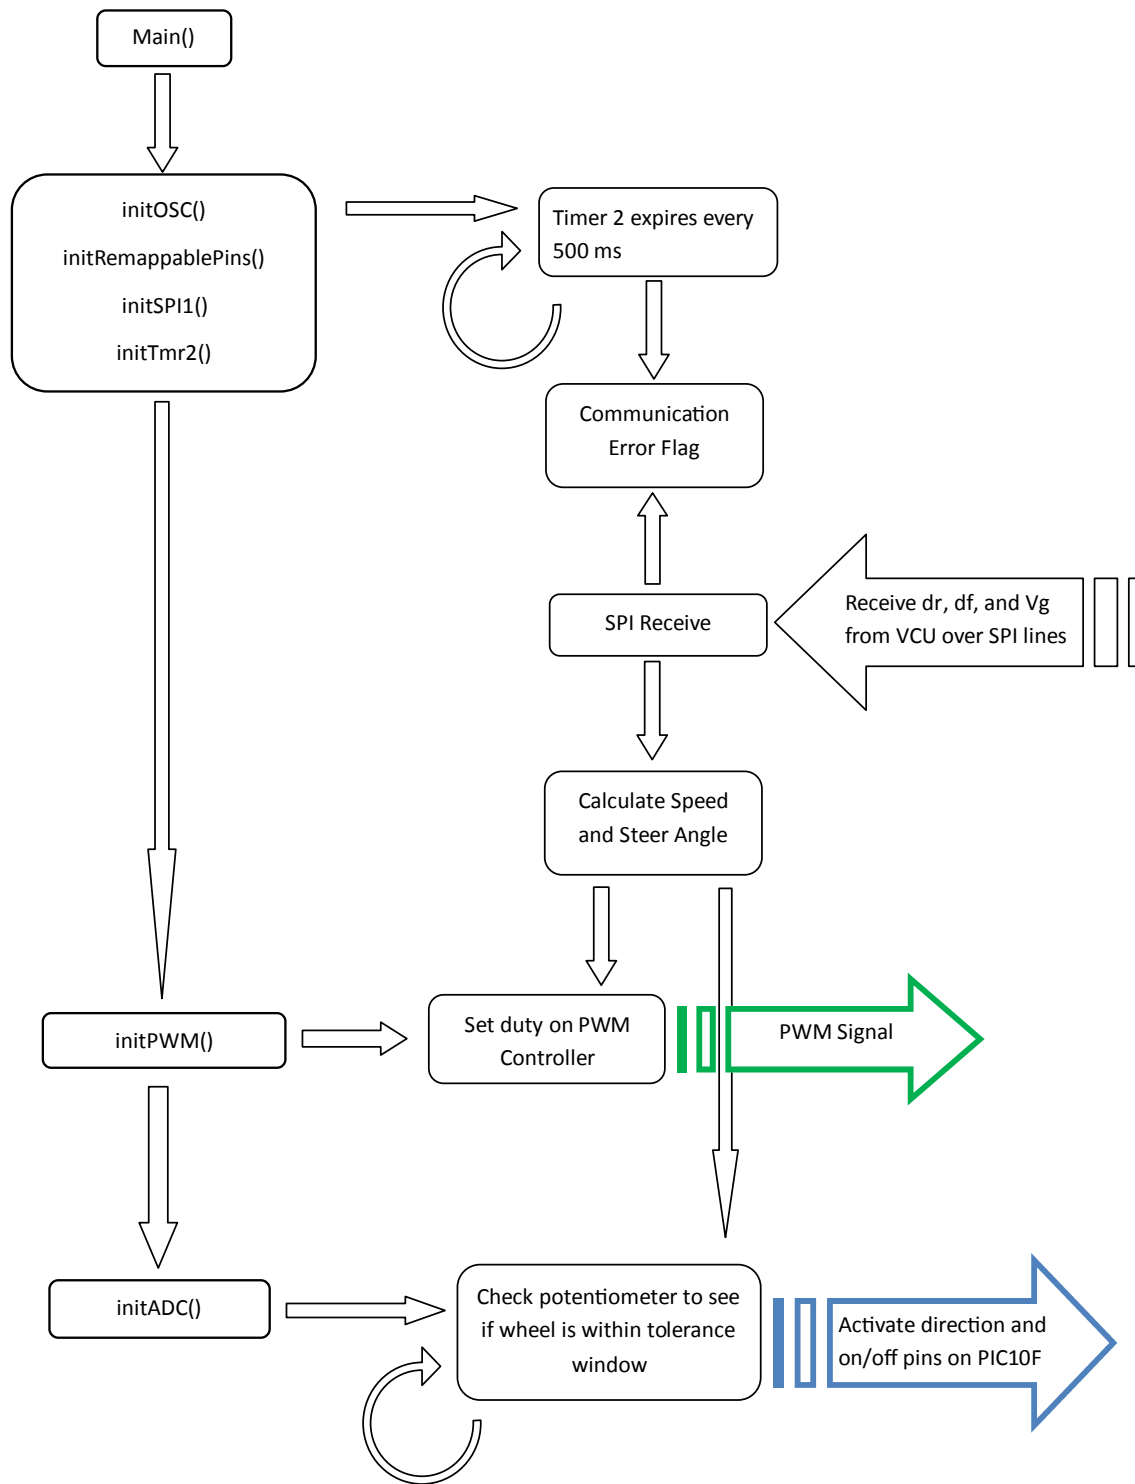 Main()
initOSC()
initRemappablePins()
initSPI1()
initTmr2()
Timer 2 expires every
500 ms
Communication
Error Flag
SPI Receive
Receive dr, df, and Vg
from VCU over SPI lines
Calculate Speed
and Steer Angle
initPWM()
Set duty on PWM
Controller
PWM Signal
initADC()
Check potentiometer to see
if wheel is within tolerance
window
Activate direction and
on/off pins on PIC10F